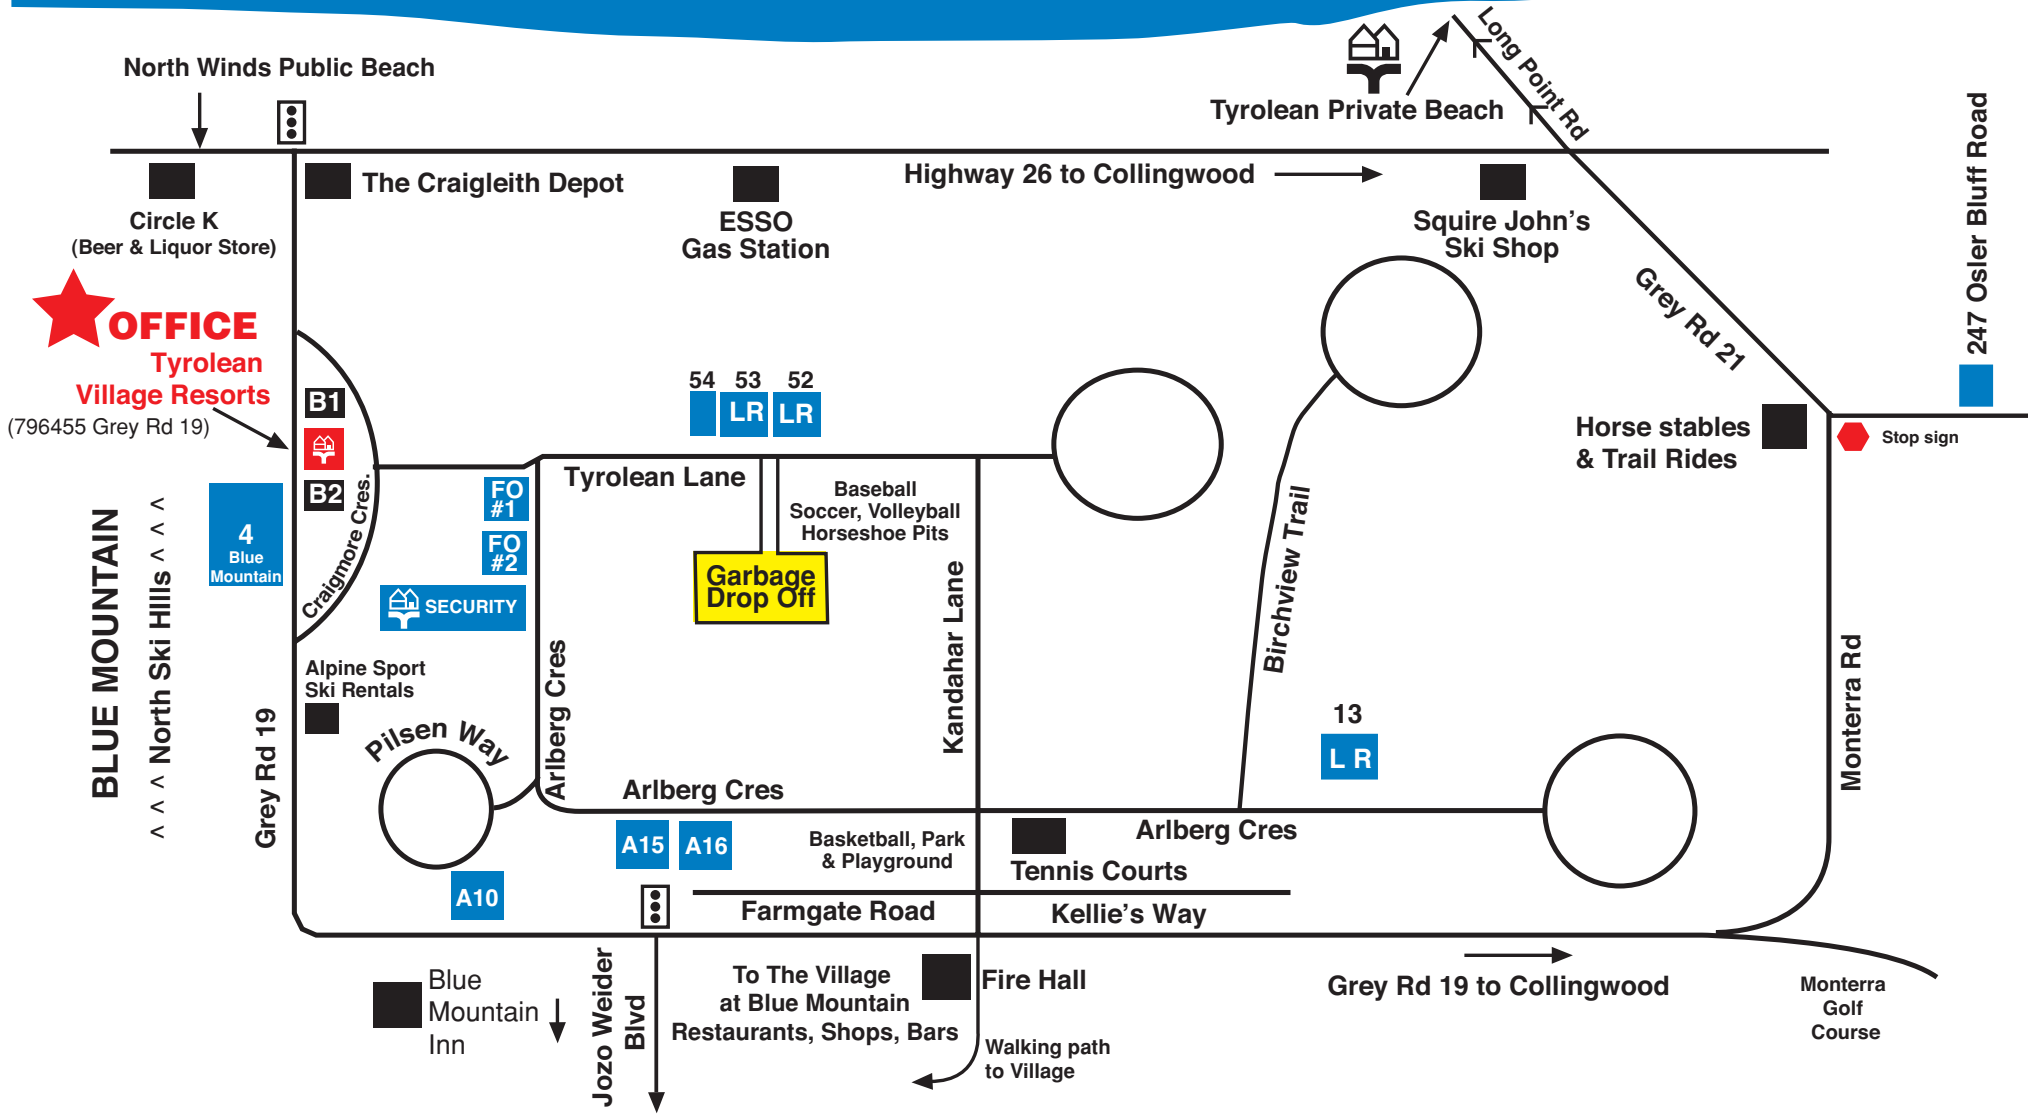 North Winds Public Beach
Tyrolean Private Beach
Long Point Rd
The Craigleith Depot
Highway 26 to Collingwood
Circle K
(Beer & Liquor Store)
ESSO
Gas Station
Squire John's
Ski Shop
247 Osler Bluff Road
Grey Rd 21
OFFICE
Tyrolean
Village Resorts
(796455 Grey Rd 19)
B1
B2
54
53
52
LR
LR
Horse stables
& Trail Rides
Stop sign
Tyrolean Lane
FO
#1
FO
#2
SECURITY
Baseball
Soccer, Volleyball
Horseshoe Pits
Garbage
Drop Off
4
Blue
Mountain
Craigmore Cres.
BLUE MOUNTAIN
< < < < North Ski HIlls < < < <
Birchview Trail
Kandahar Lane
Monterra Rd
Alpine Sport
Ski Rentals
Grey Rd 19
Pilsen Way
Arlberg Cres
13
L R
Arlberg Cres
Arlberg Cres
A15
A16
Basketball, Park
& Playground
Tennis Courts
A10
Farmgate Road
Kellie's Way
Blue
Mountain
Inn
Jozo Weider
Blvd
To The Village
at Blue Mountain
Restaurants, Shops, Bars
Fire Hall
Walking path
to Village
Grey Rd 19 to Collingwood
Monterra
Golf
Course